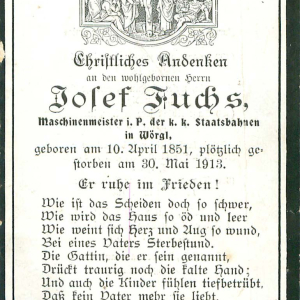 Christliches Andenken
an den wohlgebornen Herrn
Josef Fuchs,
Maschinenmeister i. P. der k. k. Staatsbahnen
in Wörgl,
geboren am 10. April 1851, plötzlich ge-
storben am 30. Mai 1913.
Er ruhe im Frieden!
Wie ist das Scheiden doch so schwer,
Wie wird das Haus so öd und leer
Wie weint sich Herz und Aug so wund,
Bei eines Vaters Sterbestund.
Die Gattin, die er sein genannt,
Drückt traurig noch die kalte Hand;
Und auch die Kinder fühlen tiefbetrübt,
Daß kein Vater mehr sie liebt.